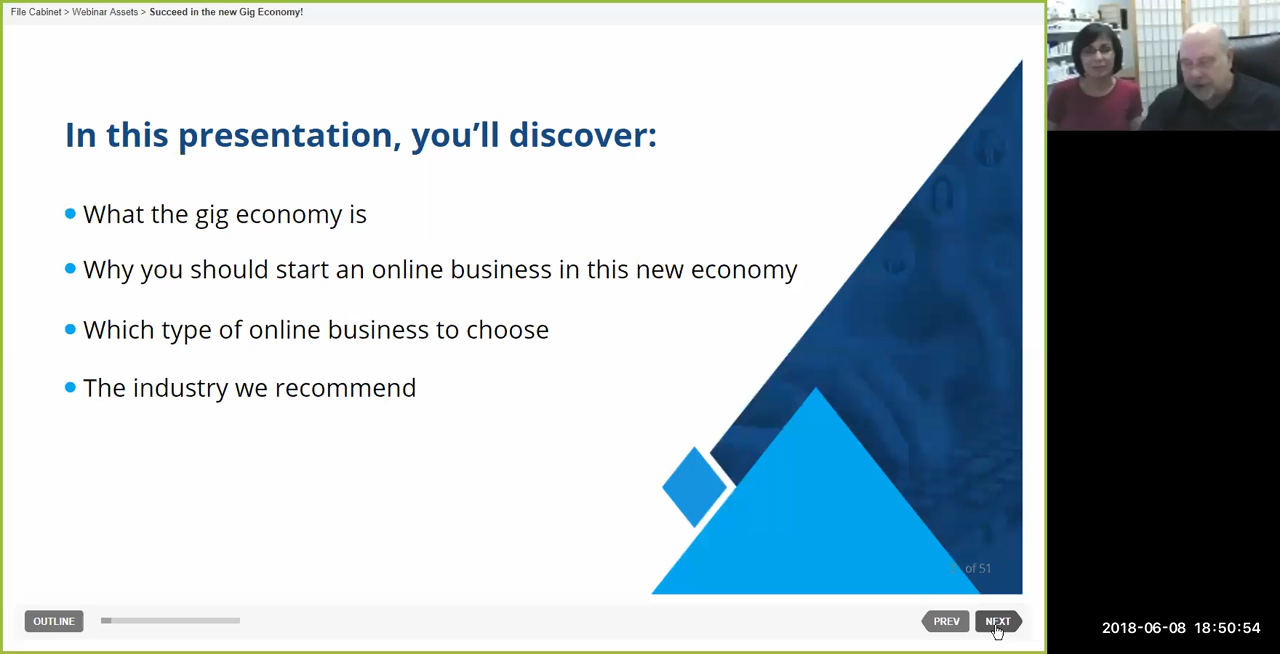 File Cabinet > Webinar Assets > Succeed in the new Gig Economy!
In this presentation, you'll discover:
What the gig economy is
Why you should start an online business in this new economy
Which type of online business to choose
The industry we recommend
of 51
OUTLINE
PREV
NEXT
2018-06-08 18:50:54